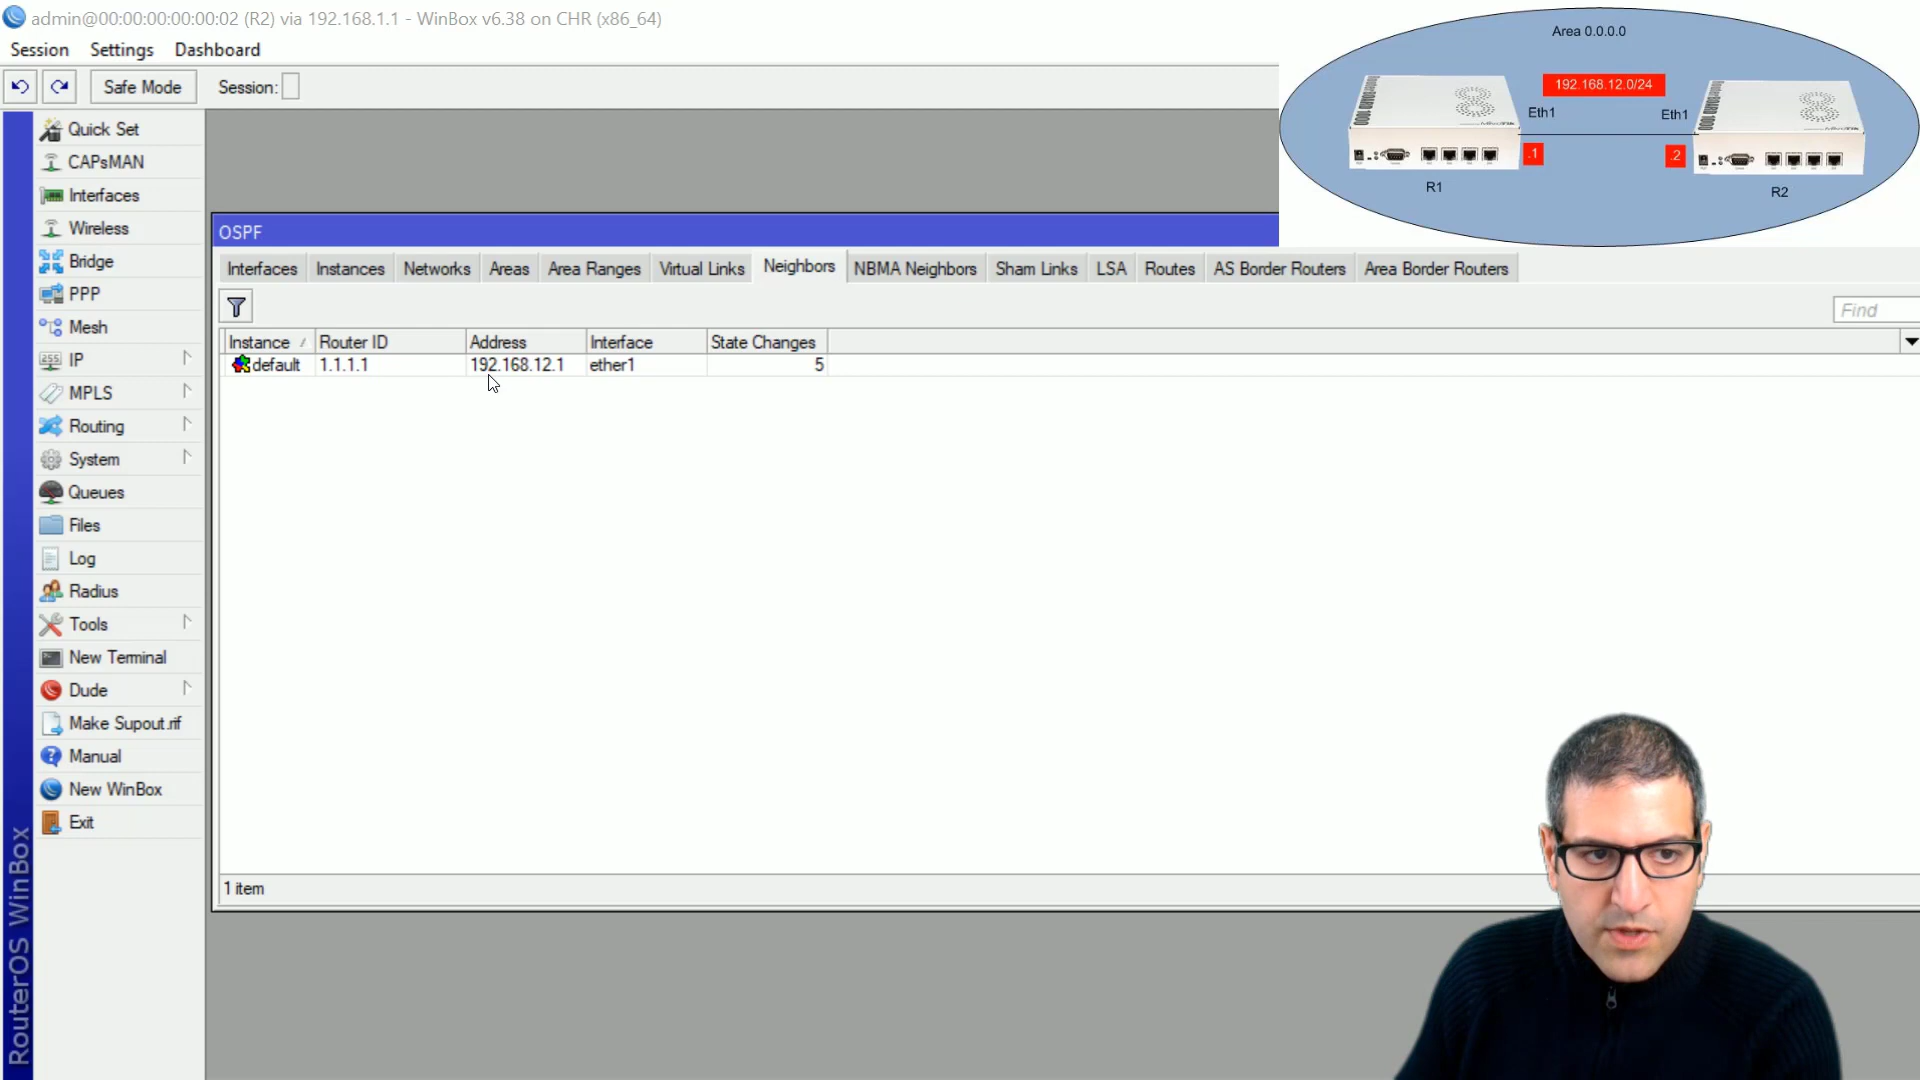 admin@00:00:00:00:00:02 (R2) via 192.168.1.1 - WinBox v6.38 on CHR (x86_64)
Session Settings Dashboard
Safe Mode Session:
Area 0.0.0.0
192.168.12.0/24
Eth1 Eth1
.1 .2
R1 R2
Quick Set
CAPsMAN
Interfaces
Wireless
Bridge
PPP
Mesh
IP
MPLS
Routing
System
Queues
Files
Log
Radius
Tools
New Terminal
Dude
Make Supout.rif
Manual
New WinBox
Exit
RouterOS WinBox
OSPF
Interfaces Instances Networks Areas Area Ranges Virtual Links Neighbors NBMA Neighbors Sham Links LSA Routes AS Border Routers Area Border Routers
Find
Instance Router ID Address Interface State Changes
default 1.1.1.1 192.168.12.1 ether1 5
1 item